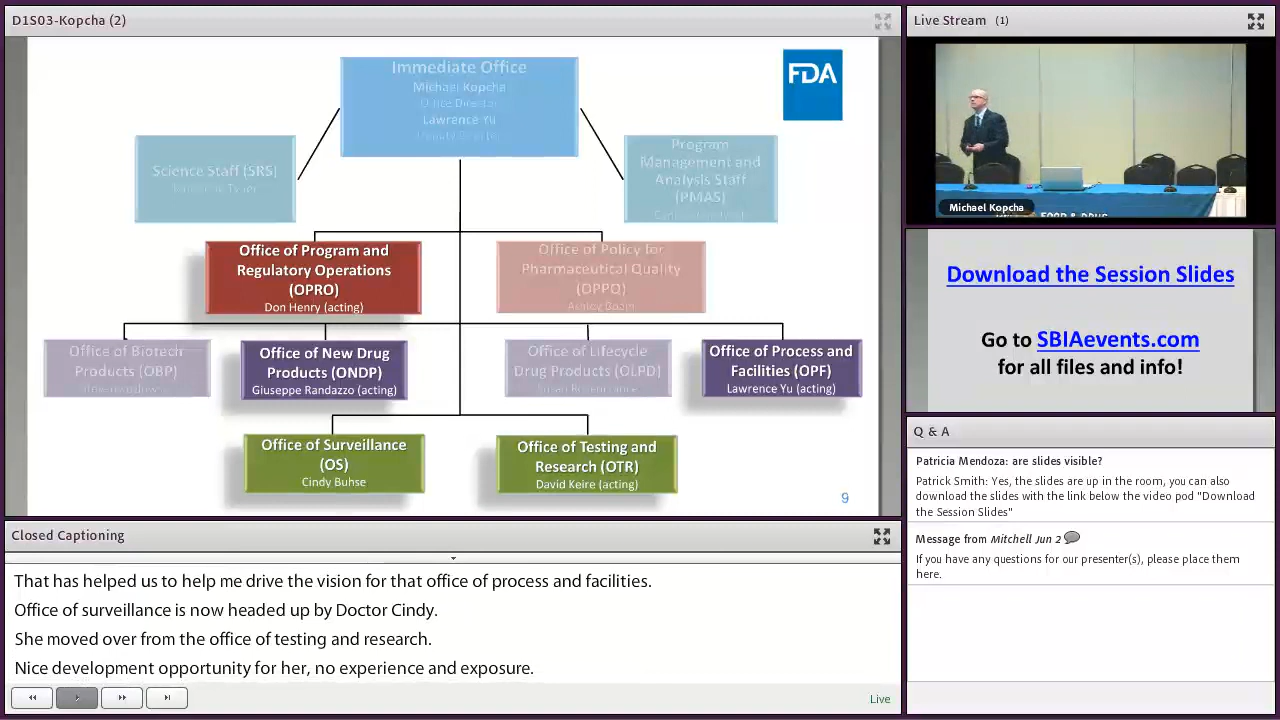 D1S03-Kopcha (2)
Immediate Office
Michael Kopcha
Office Director
Lawrence Yu
Deputy Director
FDA
Science Staff (SRS)
Program
Management and
Analysis Staff
(PMAS)
Office of Program and
Regulatory Operations
(OPRO)
Don Henry (acting)
Office of Policy for
Pharmaceutical Quality
(OPPQ)
Ashley Boam
Office of Biotech
Products (OBP)
Office of New Drug
Products (ONDP)
Giuseppe Randazzo (acting)
Office of Lifecycle
Drug Products (OLPD)
Susan Rosencrance
Office of Process and
Facilities (OPF)
Lawrence Yu (acting)
Office of Surveillance
(OS)
Cindy Buhse
Office of Testing and
Research (OTR)
David Keire (acting)
9
Closed Captioning
That has helped us to help me drive the vision for that office of process and facilities.
Office of surveillance is now headed up by Doctor Cindy.
She moved over from the office of testing and research.
Nice development opportunity for her, no experience and exposure.
Live
Live Stream (1)
Michael Kopcha
FOOD & DRUG
Download the Session Slides
Go to SBIAevents.com
for all files and info!
Q & A
Patricia Mendoza: are slides visible?
Patrick Smith: Yes, the slides are up in the room, you can also
download the slides with the link below the video pod "Download
the Session Slides"
Message from Mitchell Jun 2
If you have any questions for our presenter(s), please place them
here.